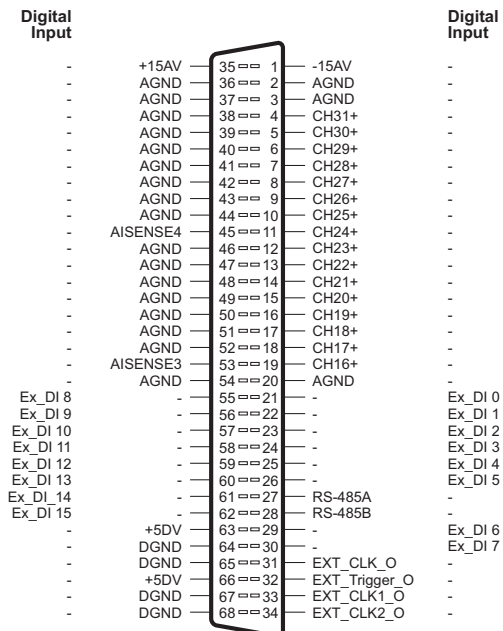 Digital Input Digital Input
- +15AV 35 1 -15AV -
- AGND 36 2 AGND -
- AGND 37 3 AGND -
- AGND 38 4 CH31+ -
- AGND 39 5 CH30+ -
- AGND 40 6 CH29+ -
- AGND 41 7 CH28+ -
- AGND 42 8 CH27+ -
- AGND 43 9 CH26+ -
- AGND 44 10 CH25+ -
- AISENSE4 45 11 CH24+ -
- AGND 46 12 CH23+ -
- AGND 47 13 CH22+ -
- AGND 48 14 CH21+ -
- AGND 49 15 CH20+ -
- AGND 50 16 CH19+ -
- AGND 51 17 CH18+ -
- AGND 52 18 CH17+ -
- AISENSE3 53 19 CH16+ -
- AGND 54 20 AGND -
Ex_DI 8 - 55 21 - Ex_DI 0
Ex_DI 9 - 56 22 - Ex_DI 1
Ex_DI 10 - 57 23 - Ex_DI 2
Ex_DI 11 - 58 24 - Ex_DI 3
Ex_DI 12 - 59 25 - Ex_DI 4
Ex_DI 13 - 60 26 - Ex_DI 5
Ex_DI_14 - 61 27 RS-485A -
Ex_DI 15 - 62 28 RS-485B -
- +5DV 63 29 - Ex_DI 6
- DGND 64 30 - Ex_DI 7
- DGND 65 31 EXT_CLK_O -
- +5DV 66 32 EXT_Trigger_O -
- DGND 67 33 EXT_CLK1_O -
- DGND 68 34 EXT_CLK2_O -